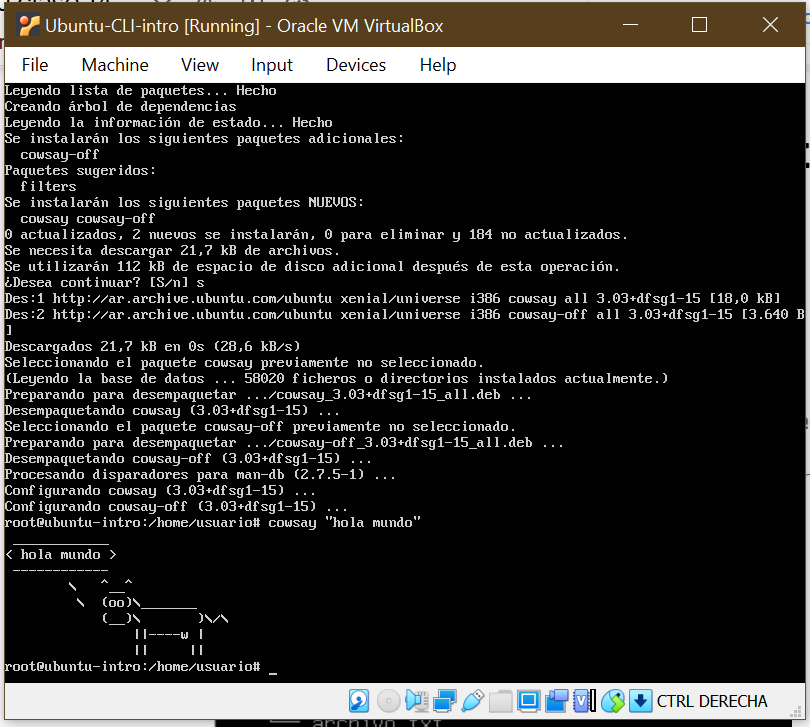 Ubuntu-CLI-intro [Running] - Oracle VM VirtualBox
File Machine View Input Devices Help
Leyendo lista de paquetes... Hecho
Creando árbol de dependencias
Leyendo la información de estado... Hecho
Se instalarán los siguientes paquetes adicionales:
  cowsay-off
Paquetes sugeridos:
  filters
Se instalarán los siguientes paquetes NUEVOS:
  cowsay cowsay-off
0 actualizados, 2 nuevos se instalarán, 0 para eliminar y 184 no actualizados.
Se necesita descargar 21,7 kB de archivos.
Se utilizarán 112 kB de espacio de disco adicional después de esta operación.
¿Desea continuar? [S/n] s
Des:1 http://ar.archive.ubuntu.com/ubuntu xenial/universe i386 cowsay all 3.03+dfsg1-15 [18,0 kB]
Des:2 http://ar.archive.ubuntu.com/ubuntu xenial/universe i386 cowsay-off all 3.03+dfsg1-15 [3.640 B
]
Descargados 21,7 kB en 0s (28,6 kB/s)
Seleccionando el paquete cowsay previamente no seleccionado.
(Leyendo la base de datos ... 58020 ficheros o directorios instalados actualmente.)
Preparando para desempaquetar .../cowsay_3.03+dfsg1-15_all.deb ...
Desempaquetando cowsay (3.03+dfsg1-15) ...
Seleccionando el paquete cowsay-off previamente no seleccionado.
Preparando para desempaquetar .../cowsay-off_3.03+dfsg1-15_all.deb ...
Desempaquetando cowsay-off (3.03+dfsg1-15) ...
Procesando disparadores para man-db (2.7.5-1) ...
Configurando cowsay (3.03+dfsg1-15) ...
Configurando cowsay-off (3.03+dfsg1-15) ...
root@ubuntu-intro:/home/usuario# cowsay "hola mundo"
 ____________
< hola mundo >
 ------------
        \   ^__^
         \  (oo)\_______
            (__)\       )\/\
                ||----w |
                ||     ||
root@ubuntu-intro:/home/usuario# _
CTRL DERECHA
archivo.txt